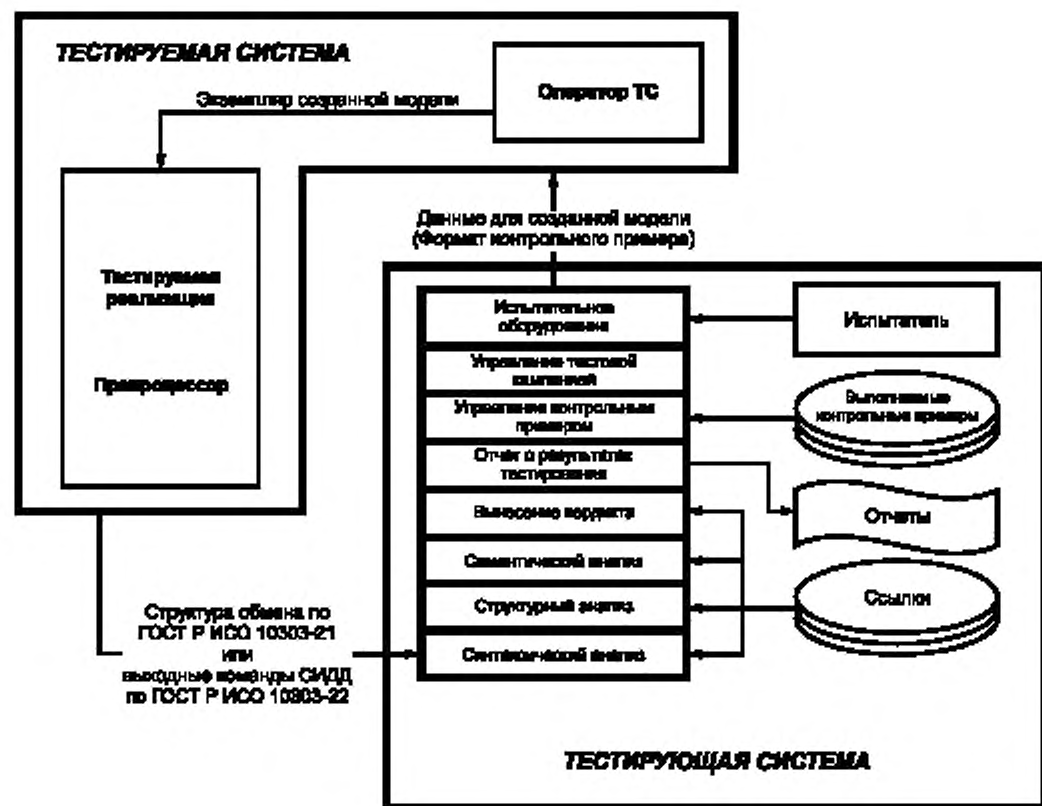 ТЕСТИРУЕМАЯ СИСТЕМА
Оператор ТС
Экземпляр созданной модели
Тестируемая
реализация
Препроцессор
Данные для созданной модели
(Формат контрольного примера)
Испытательное
оборудование
Испытатель
Управление тестовой
кампанией
Управление контрольным
примером
Выполняемые
контрольные примеры
Отчет о результатах
тестирования
Отчеты
Вынесение вердикта
Семантический анализ
Структурный анализ
Ссылки
Синтаксический анализ
Структура обмена по
ГОСТ Р ИСО 10303-21
или
выходные команды СИДД
по ГОСТ Р ИСО 10303-22
ТЕСТИРУЮЩАЯ СИСТЕМА